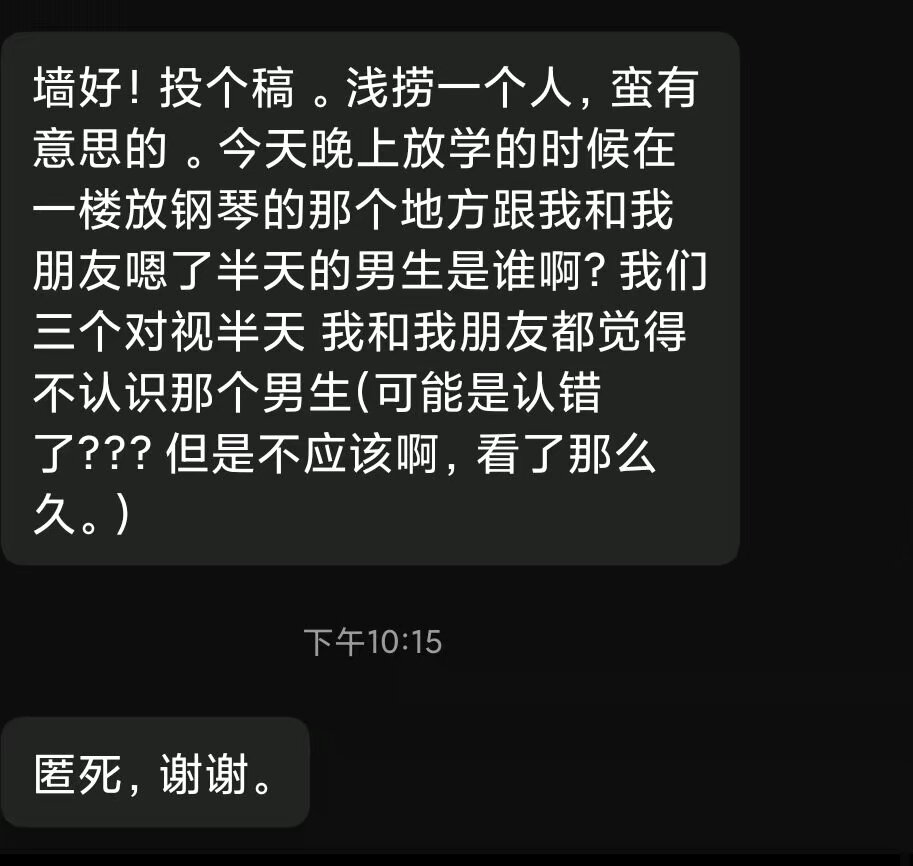 墙好！投个稿 。浅捞一个人，蛮有
意思的 。今天晚上放学的时候在
一楼放钢琴的那个地方跟我和我
朋友嗯了半天的男生是谁啊? 我们
三个对视半天 我和我朋友都觉得
不认识那个男生(可能是认错
了??? 但是不应该啊，看了那么
久。)
下午10:15
匿死，谢谢。